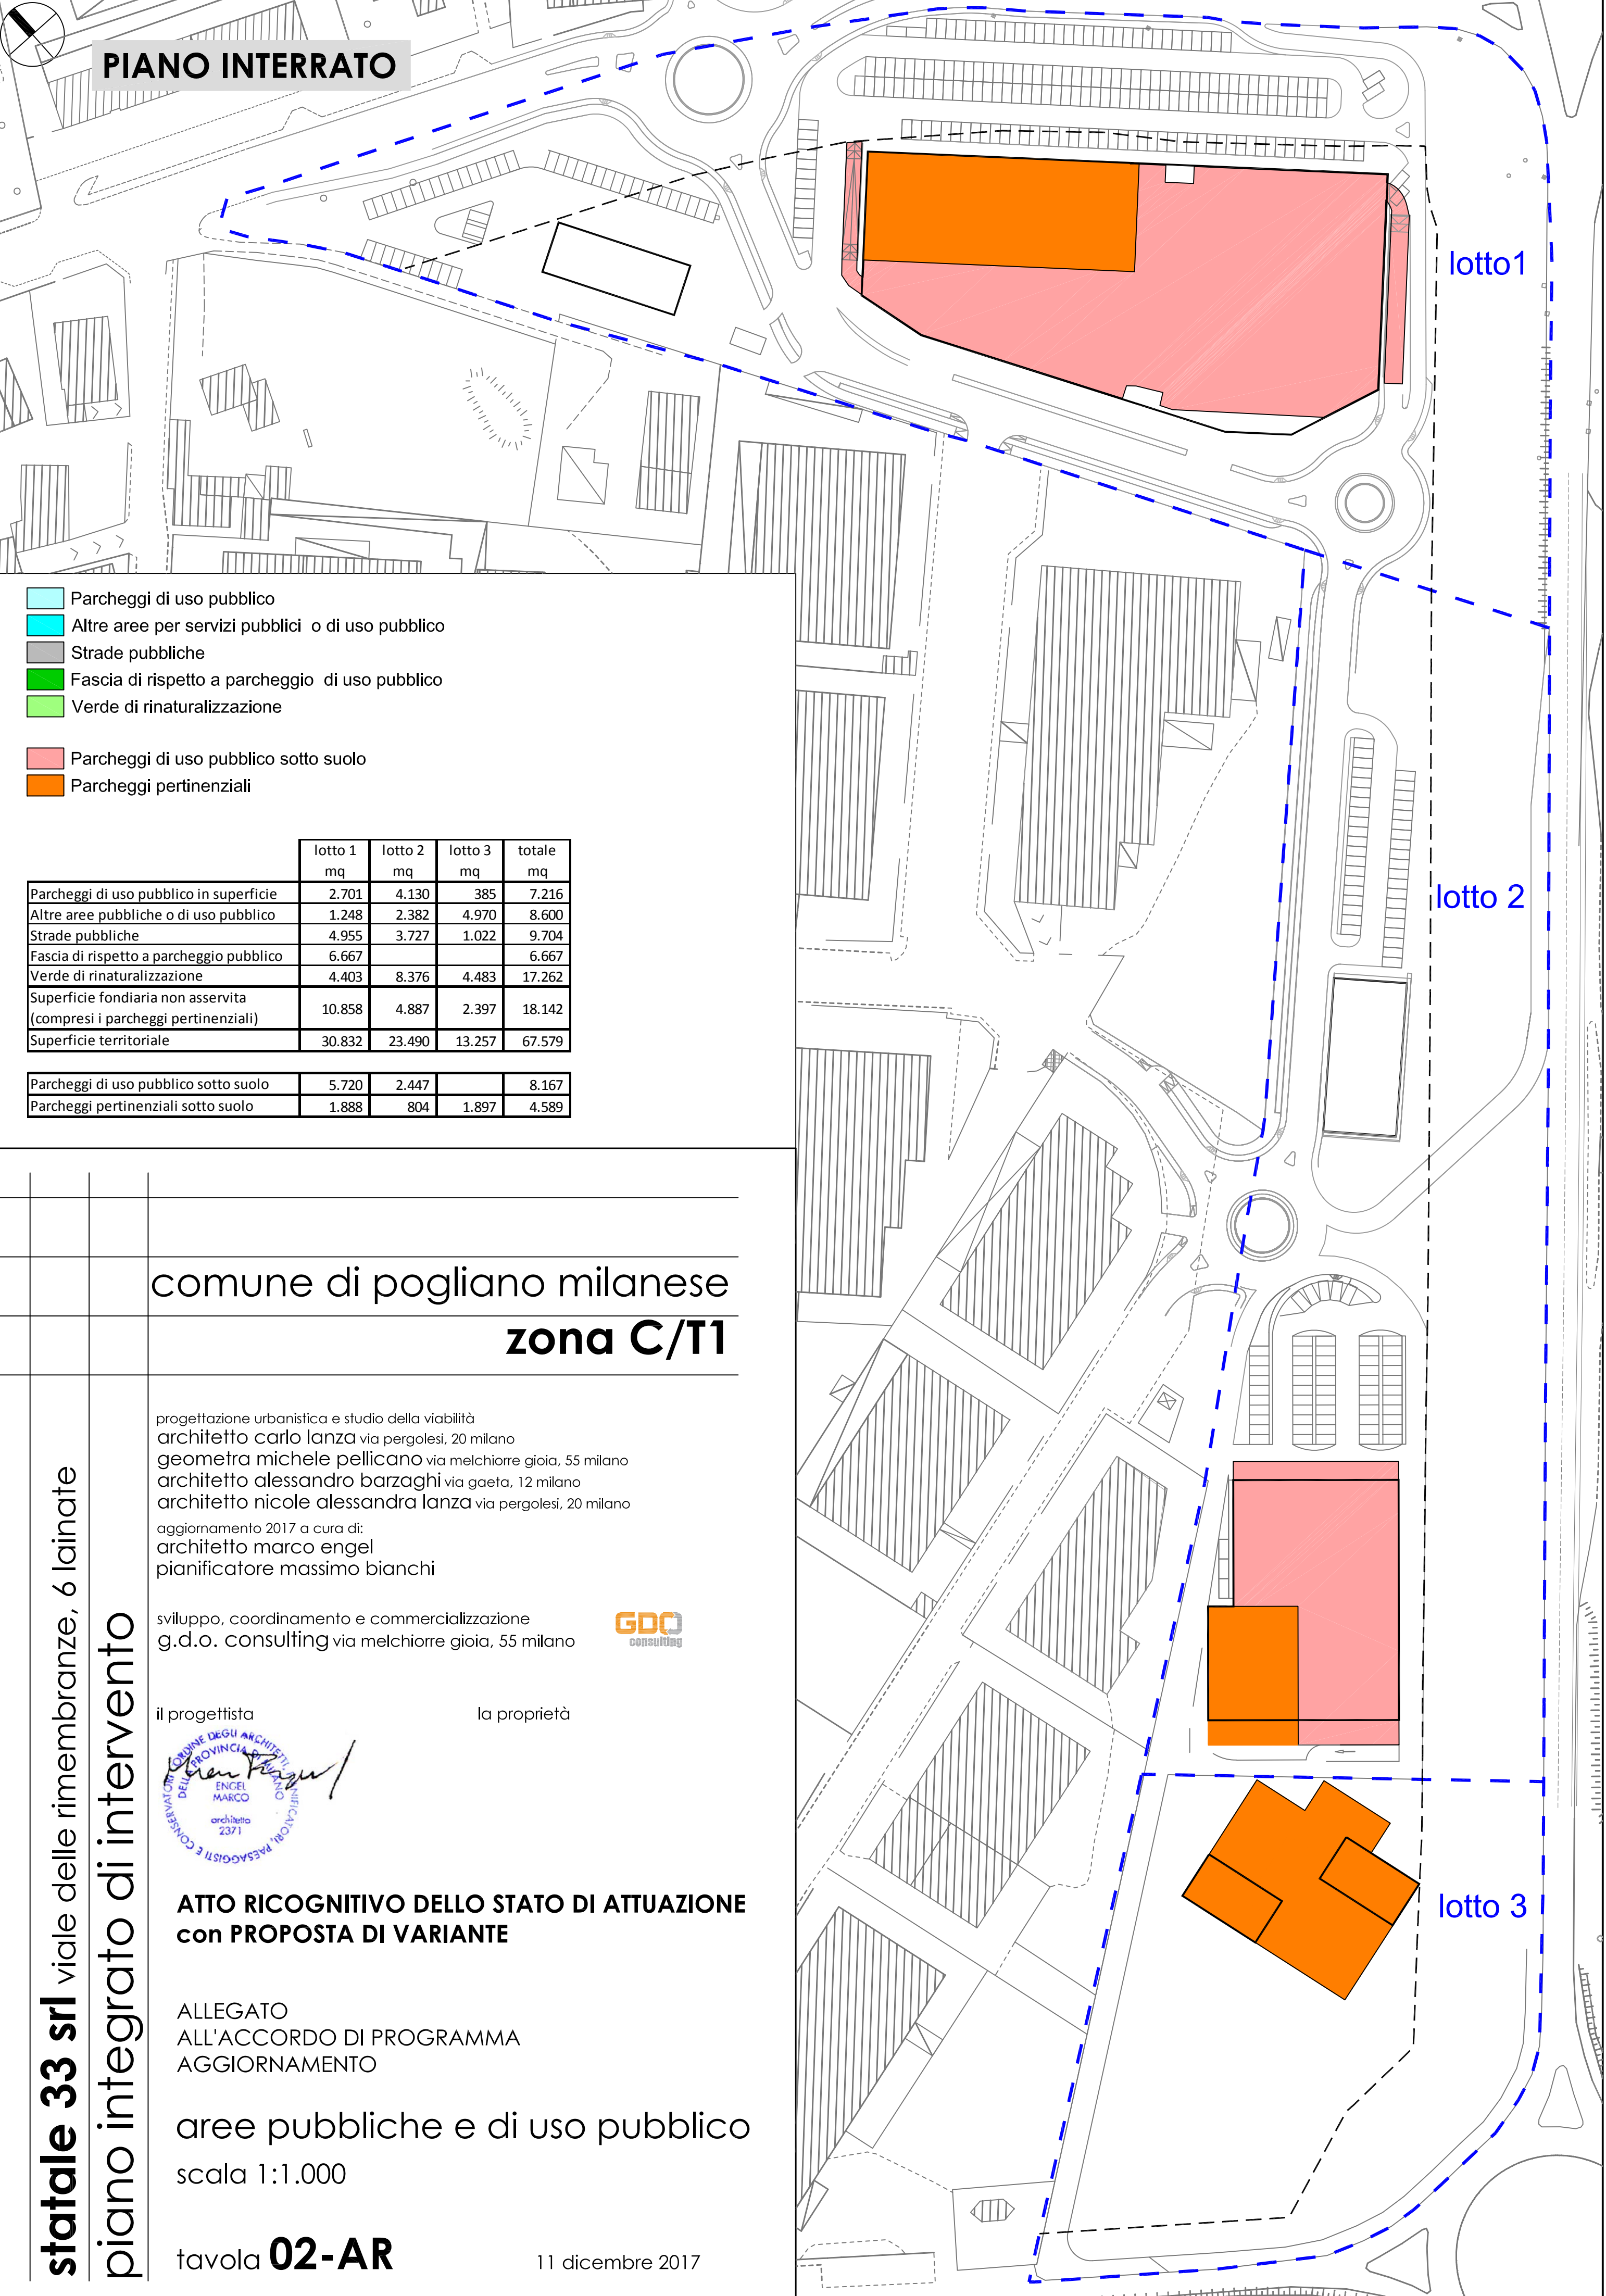 PIANO INTERRATO
lotto1
lotto 2
lotto 3
Parcheggi di uso pubblico
Altre aree per servizi pubblici o di uso pubblico
Strade pubbliche
Fascia di rispetto a parcheggio di uso pubblico
Verde di rinaturalizzazione
Parcheggi di uso pubblico sotto suolo
Parcheggi pertinenziali
lotto 1 lotto 2 lotto 3 totale
mq mq mq mq
Parcheggi di uso pubblico in superficie 2.701 4.130 385 7.216
Altre aree pubbliche o di uso pubblico 1.248 2.382 4.970 8.600
Strade pubbliche 4.955 3.727 1.022 9.704
Fascia di rispetto a parcheggio pubblico 6.667 6.667
Verde di rinaturalizzazione 4.403 8.376 4.483 17.262
Superficie fondiaria non asservita
(compresi i parcheggi pertinenziali) 10.858 4.887 2.397 18.142
Superficie territoriale 30.832 23.490 13.257 67.579
Parcheggi di uso pubblico sotto suolo 5.720 2.447 8.167
Parcheggi pertinenziali sotto suolo 1.888 804 1.897 4.589
comune di pogliano milanese
zona C/T1
statale 33 srl viale delle rimembranze, 6 lainate
piano integrato di intervento
progettazione urbanistica e studio della viabilità
architetto carlo lanza via pergolesi, 20 milano
geometra michele pellicano via melchiorre gioia, 55 milano
architetto alessandro barzaghi via gaeta, 12 milano
architetto nicole alessandra lanza via pergolesi, 20 milano
aggiornamento 2017 a cura di:
architetto marco engel
pianificatore massimo bianchi
sviluppo, coordinamento e commercializzazione
g.d.o. consulting via melchiorre gioia, 55 milano
GDO
consulting
il progettista la proprietà
ORDINE DEGLI ARCHITETTI, PIANIFICATORI, PAESAGGISTI E CONSERVATORI
DELLA PROVINCIA DI MILANO
ENGEL
MARCO
architetto
2371
ATTO RICOGNITIVO DELLO STATO DI ATTUAZIONE
con PROPOSTA DI VARIANTE
ALLEGATO
ALL'ACCORDO DI PROGRAMMA
AGGIORNAMENTO
aree pubbliche e di uso pubblico
scala 1:1.000
tavola 02-AR 11 dicembre 2017